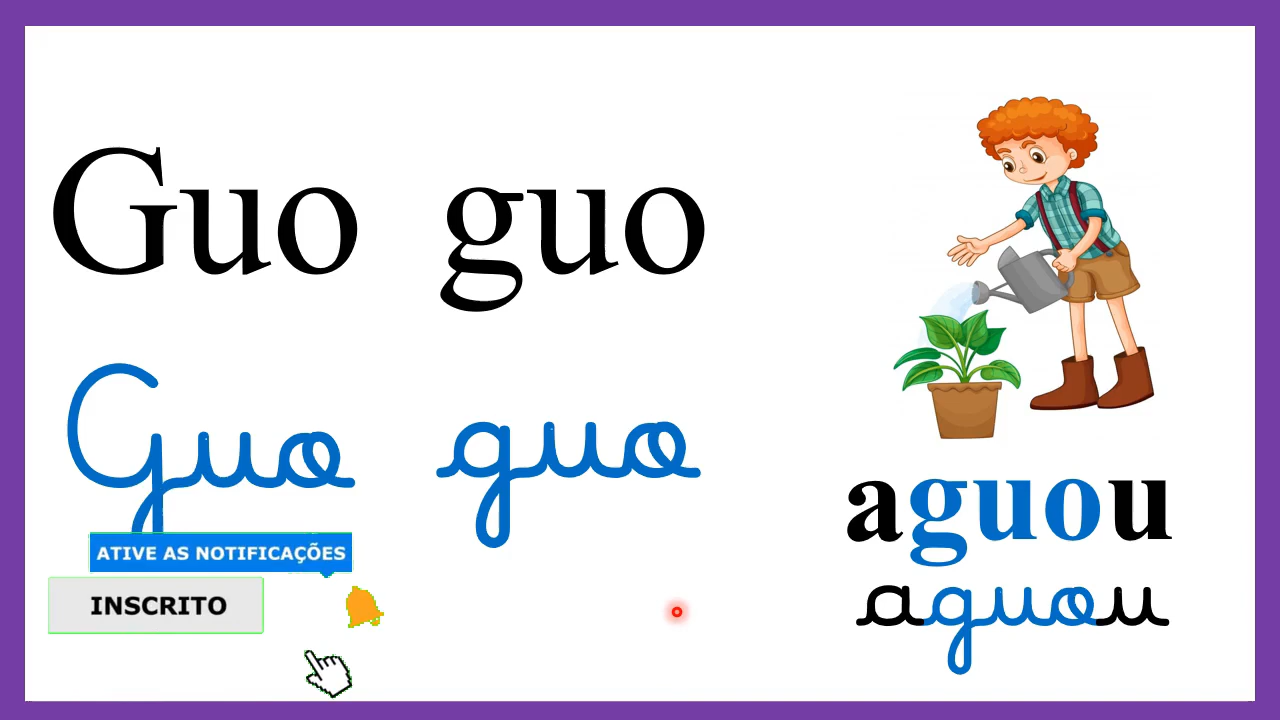 Guo guo
Guo guo
ATIVE AS NOTIFICAÇÕES
INSCRITO
aguou
aguou